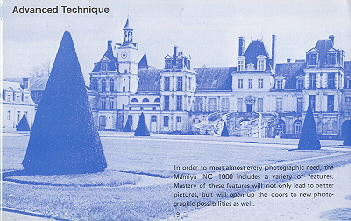 Advanced Technique
In order to meet almost every photographic need, the
Mamiya NC 1000 includes a variety of features.
Mastery of these features will not only lead to better
pictures, but will open up the doors to new photo-
graphic possibilities as well.
9